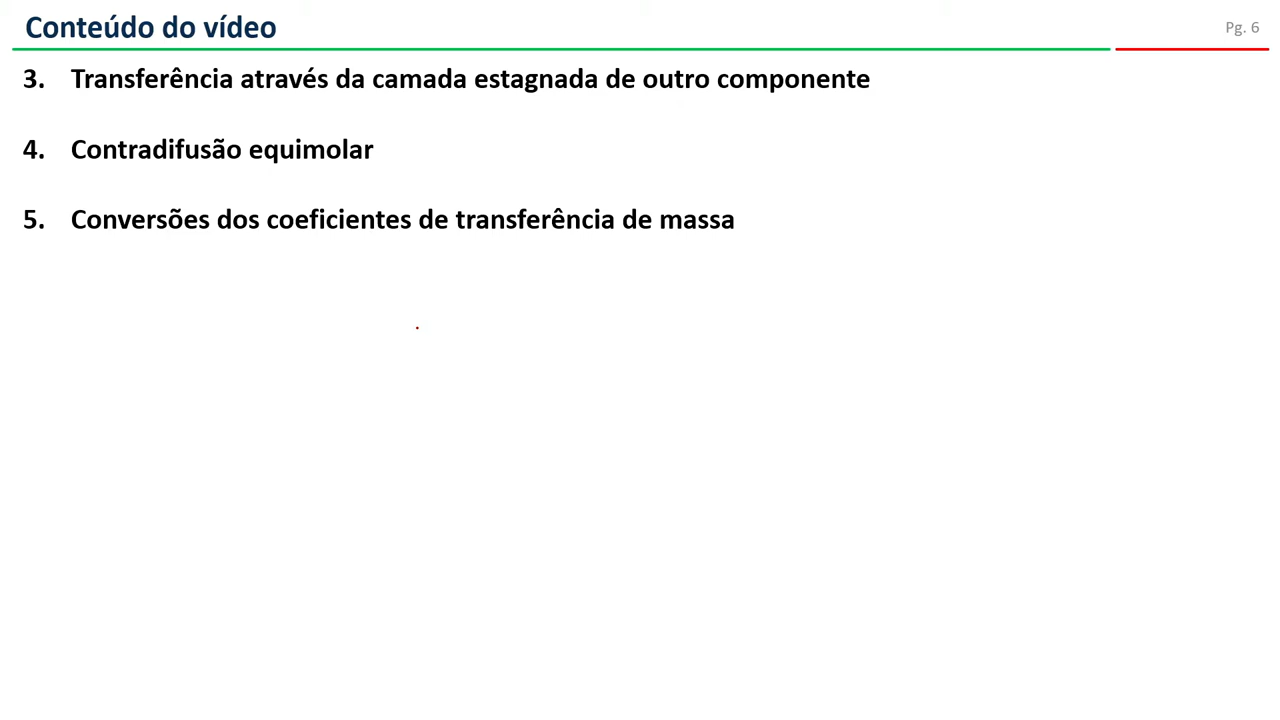 Conteúdo do vídeo
Pg. 6
3. Transferência através da camada estagnada de outro componente
4. Contradifusão equimolar
5. Conversões dos coeficientes de transferência de massa